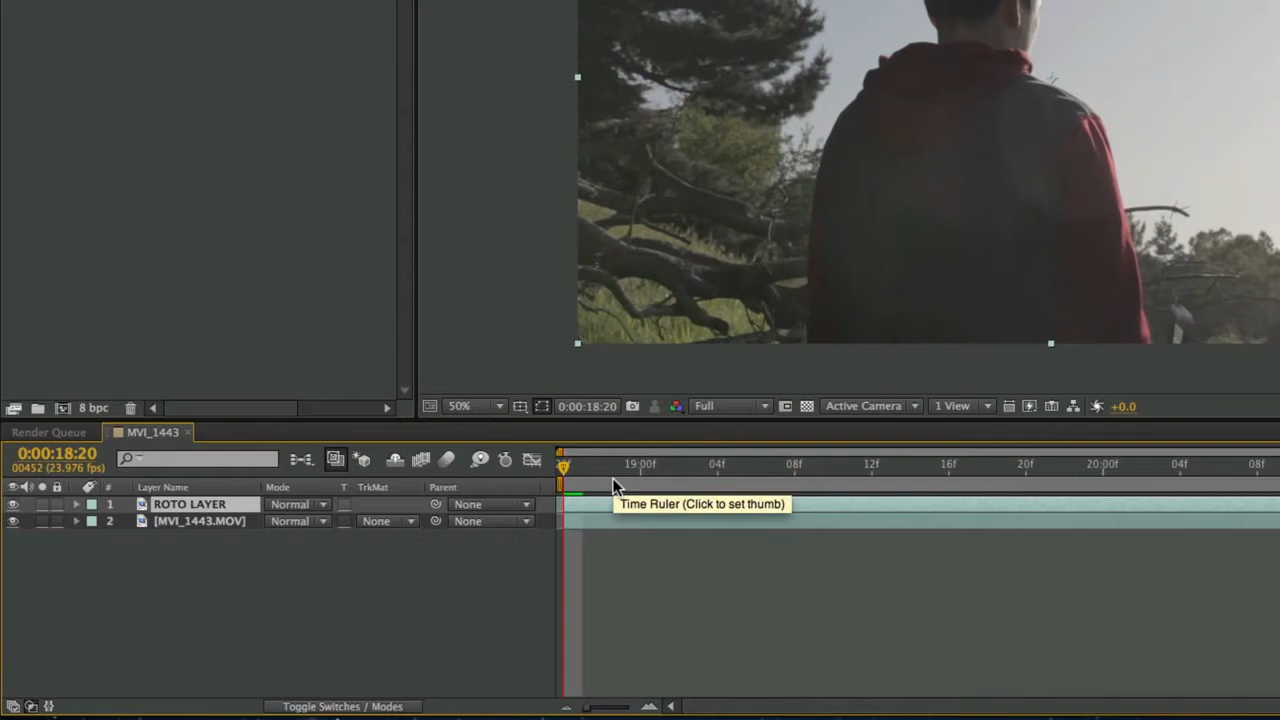 8 bpc
50%
0:00:18:20
Full
Active Camera
1 View
+0.0
Render Queue
MVI_1443
0:00:18:20
00452 (23.976 fps)
19:00f 04f 08f 12f 16f 20:00f 04f 08f
# Layer Name Mode T TrkMat Parent
1 ROTO LAYER Normal None
Time Ruler (Click to set thumb)
2 [MVI_1443.MOV] Normal None None
Toggle Switches / Modes